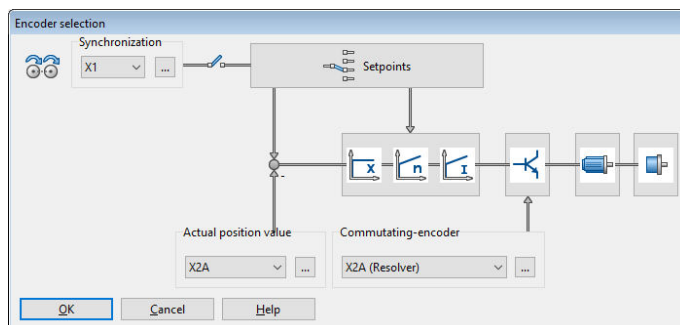 Encoder selection
Synchronization
X1
...
Setpoints
X
n
I
-
Actual position value
Commutating-encoder
X2A
...
X2A (Resolver)
...
OK
Cancel
Help